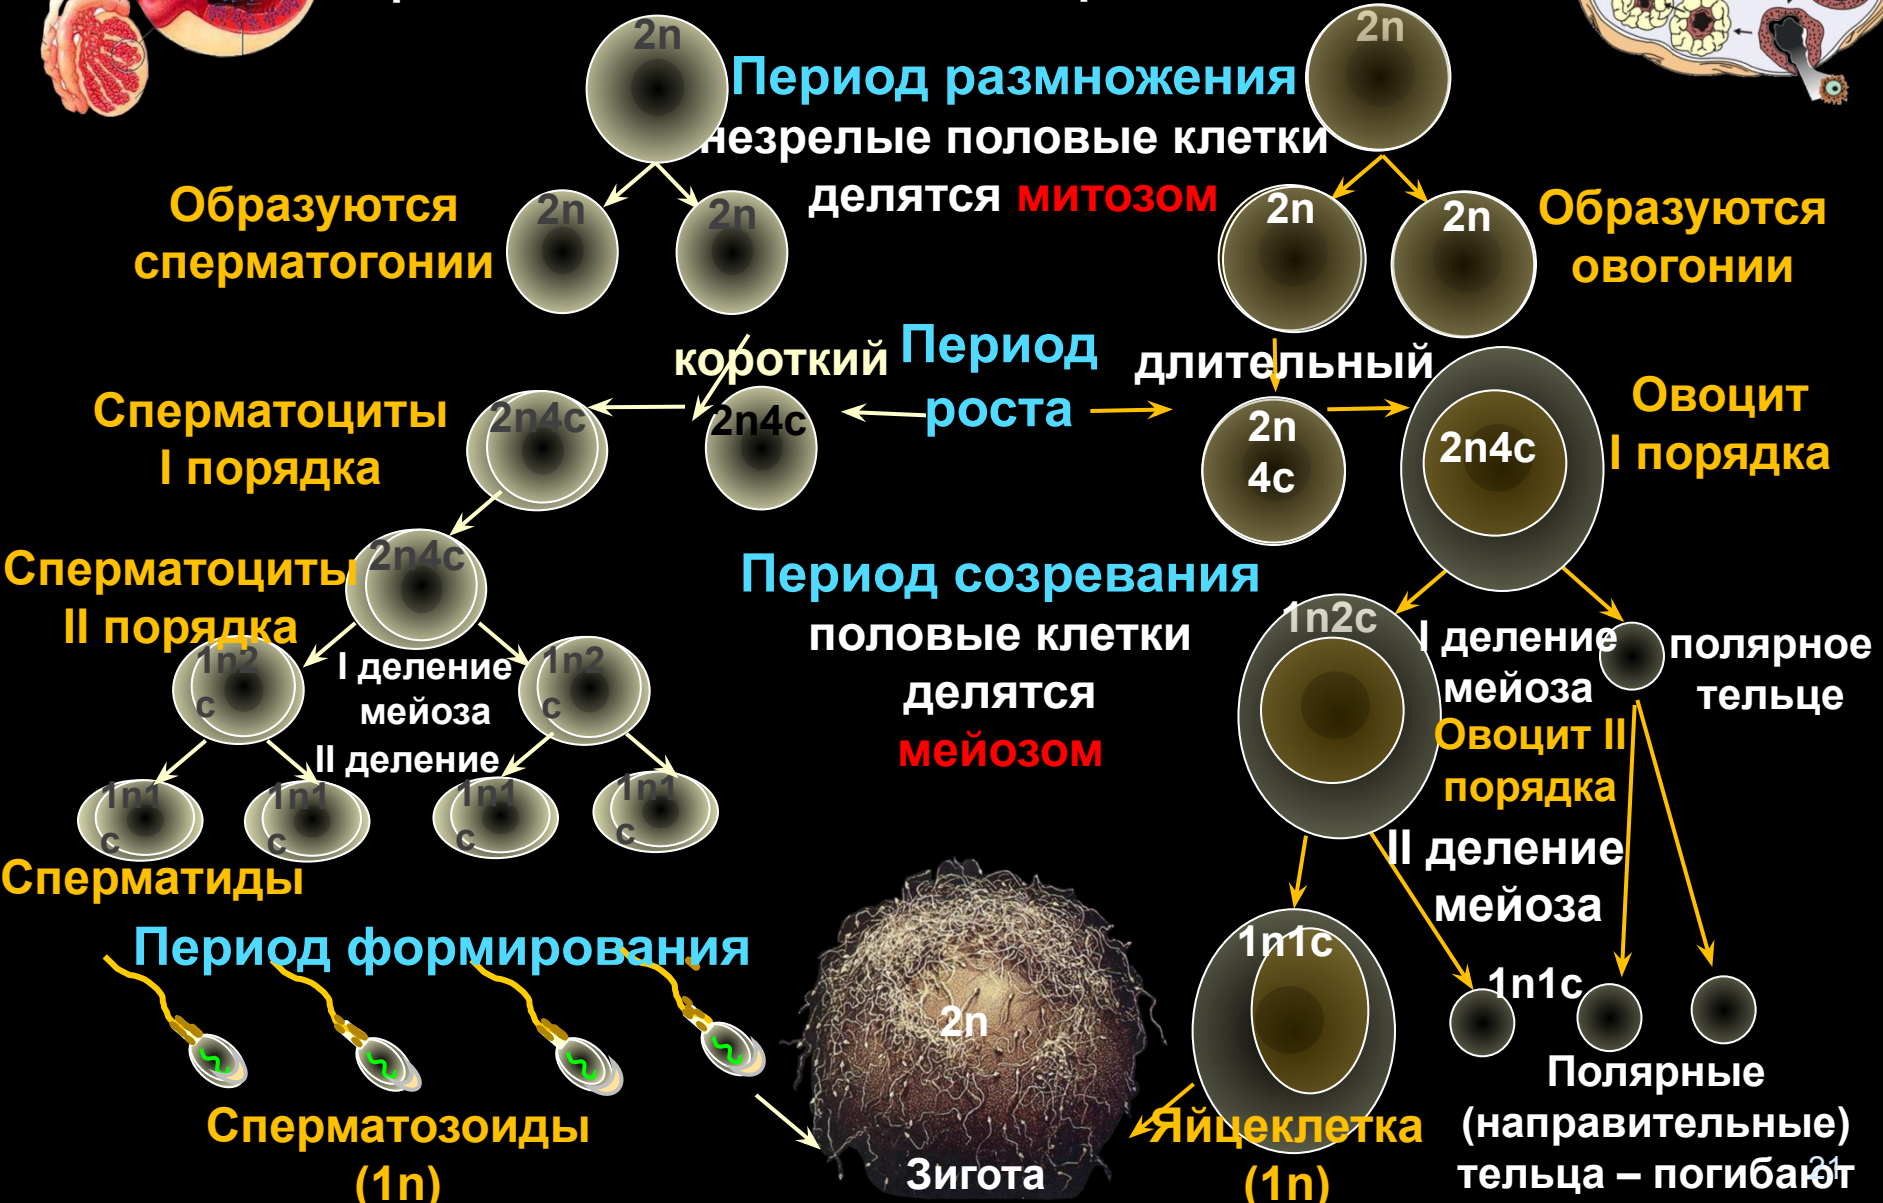 2n
2n
Период размножения
незрелые половые клетки
делятся митозом
Образуются
сперматогонии
2n
2n
2n
2n
Образуются
овогонии
короткий
Период
роста
длительный
Сперматоциты
I порядка
2n4c
2n4c
2n
4c
2n4c
Овоцит
I порядка
Сперматоциты
II порядка
2n4c
Период созревания
половые клетки
делятся
мейозом
1n2
c
I деление
мейоза
1n2
c
II деление
1n2c
I деление
мейоза
полярное
тельце
Овоцит II
порядка
1n1
c
1n1
c
1n1
c
1n1
c
Сперматиды
II деление
мейоза
Период формирования
2n
1n1c
1n1c
Сперматозоиды
(1n)
Зигота
Яйцеклетка
(1n)
Полярные
(направительные)
тельца – погибают
21